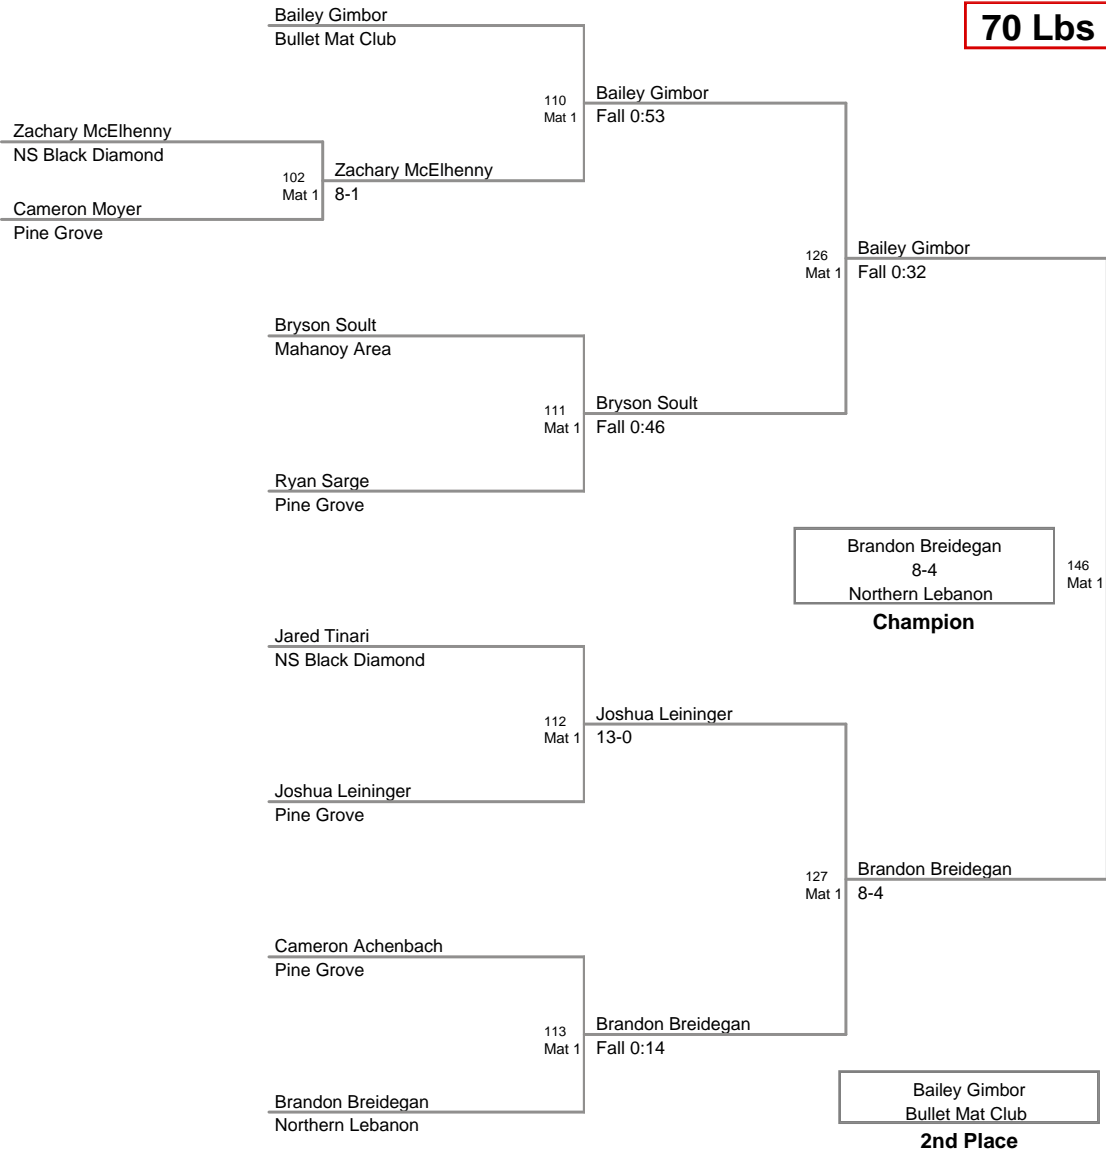 Bailey Gimbor
Bullet Mat Club
70 Lbs
110
Mat 1
Bailey Gimbor
Fall 0:53
Zachary McElhenny
NS Black Diamond
102
Mat 1
Zachary McElhenny
8-1
Cameron Moyer
Pine Grove
126
Mat 1
Bailey Gimbor
Fall 0:32
Bryson Soult
Mahanoy Area
111
Mat 1
Bryson Soult
Fall 0:46
Ryan Sarge
Pine Grove
Brandon Breidegan
8-4
Northern Lebanon
Champion
146
Mat 1
Jared Tinari
NS Black Diamond
112
Mat 1
Joshua Leininger
13-0
Joshua Leininger
Pine Grove
127
Mat 1
Brandon Breidegan
8-4
Cameron Achenbach
Pine Grove
113
Mat 1
Brandon Breidegan
Fall 0:14
Brandon Breidegan
Northern Lebanon
Bailey Gimbor
Bullet Mat Club
2nd Place